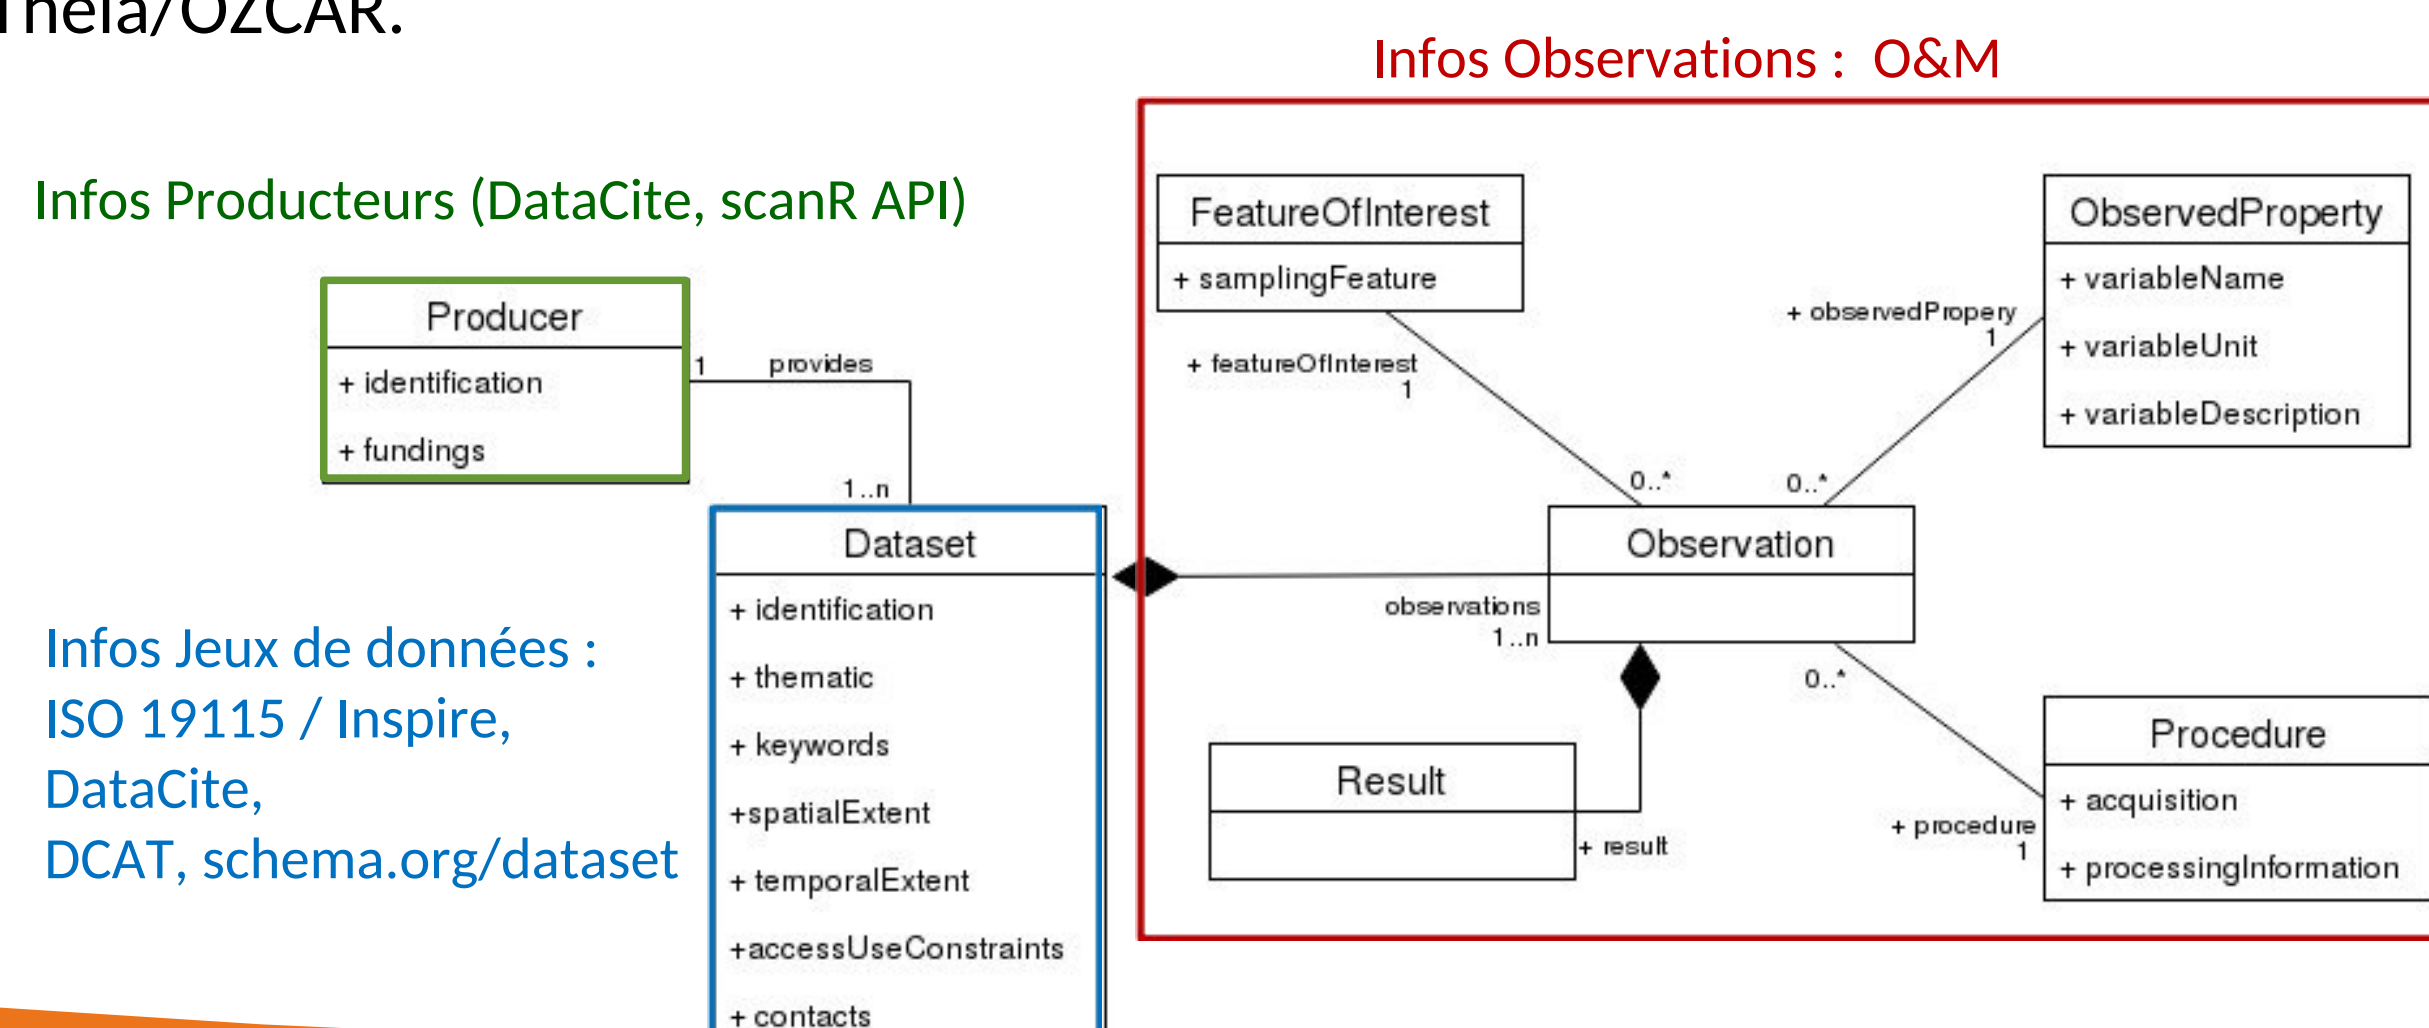 Theia/OZCAR.
Infos Observations :  O&M
Infos Producteurs (DataCite, scanR API)
FeatureOfInterest
+ samplingFeature
ObservedProperty
+ variableName
+ variableUnit
+ variableDescription
+ observedPropery
1
+ featureOfInterest
1
Producer
+ identification
+ fundings
1
provides
1..n
0..*
0..*
Dataset
+ identification
+ thematic
+ keywords
+spatialExtent
+ temporalExtent
+accessUseConstraints
+ contacts
Observation
observations
1..n
0..*
Infos Jeux de données :
ISO 19115 / Inspire,
DataCite,
DCAT, schema.org/dataset
Result
+ result
Procedure
+ acquisition
+ processingInformation
+ procedure
1